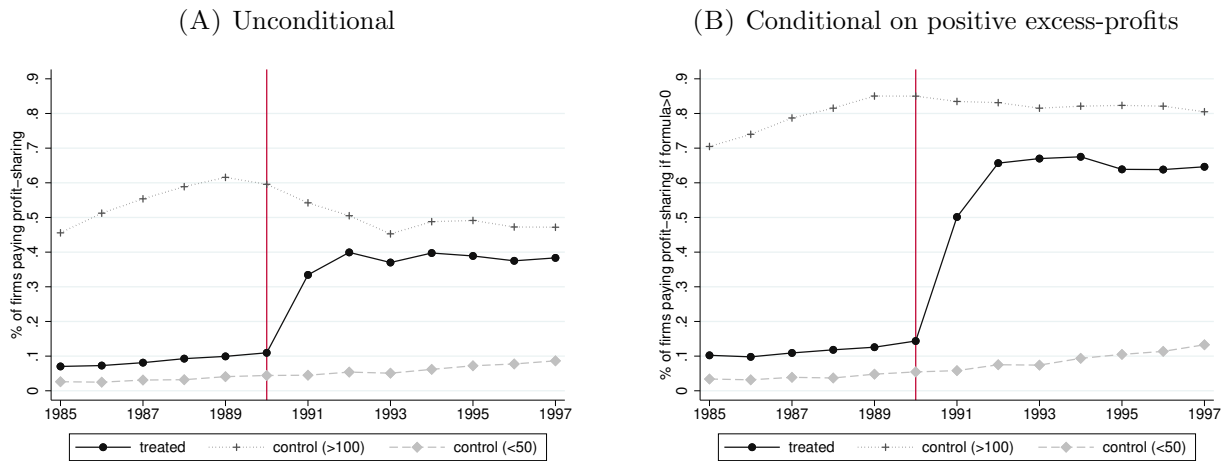 (A) Unconditional
% of firms paying profit-sharing
.9
.8
.7
.6
.5
.4
.3
.2
.1
0
1985 1987 1989 1991 1993 1995 1997
treated control (>100) control (<50)
(B) Conditional on positive excess-profits
% of firms paying profit-sharing if formula>0
.9
.8
.7
.6
.5
.4
.3
.2
.1
0
1985 1987 1989 1991 1993 1995 1997
treated control (>100) control (<50)